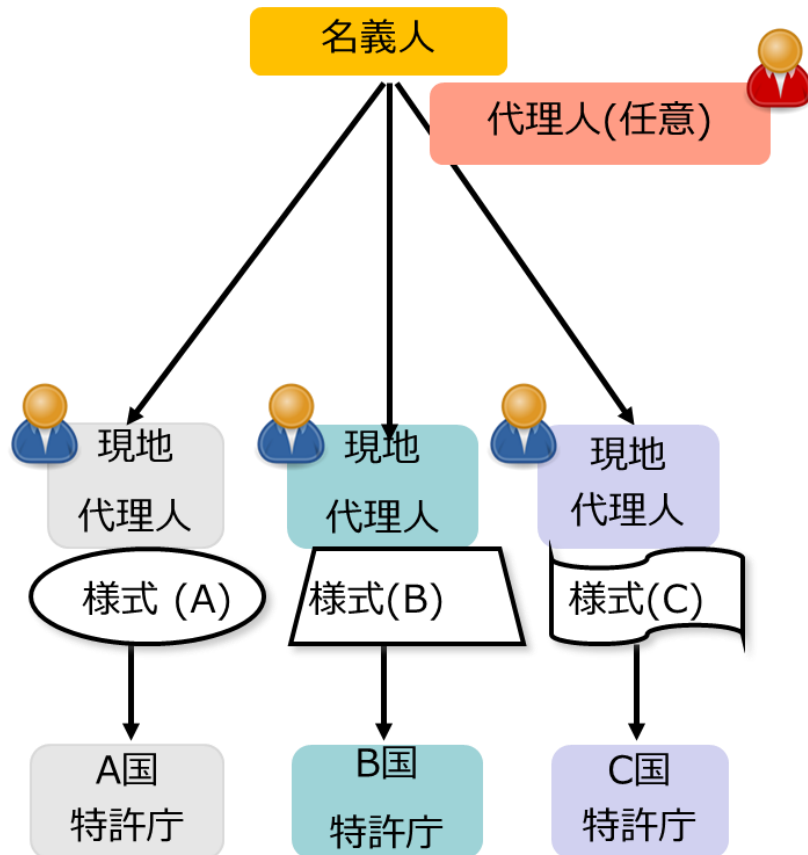 名義人
代理人(任意)
現地
代理人
現地
代理人
現地
代理人
様式 (A)
様式(B)
様式(C)
A国
特許庁
B国
特許庁
C国
特許庁